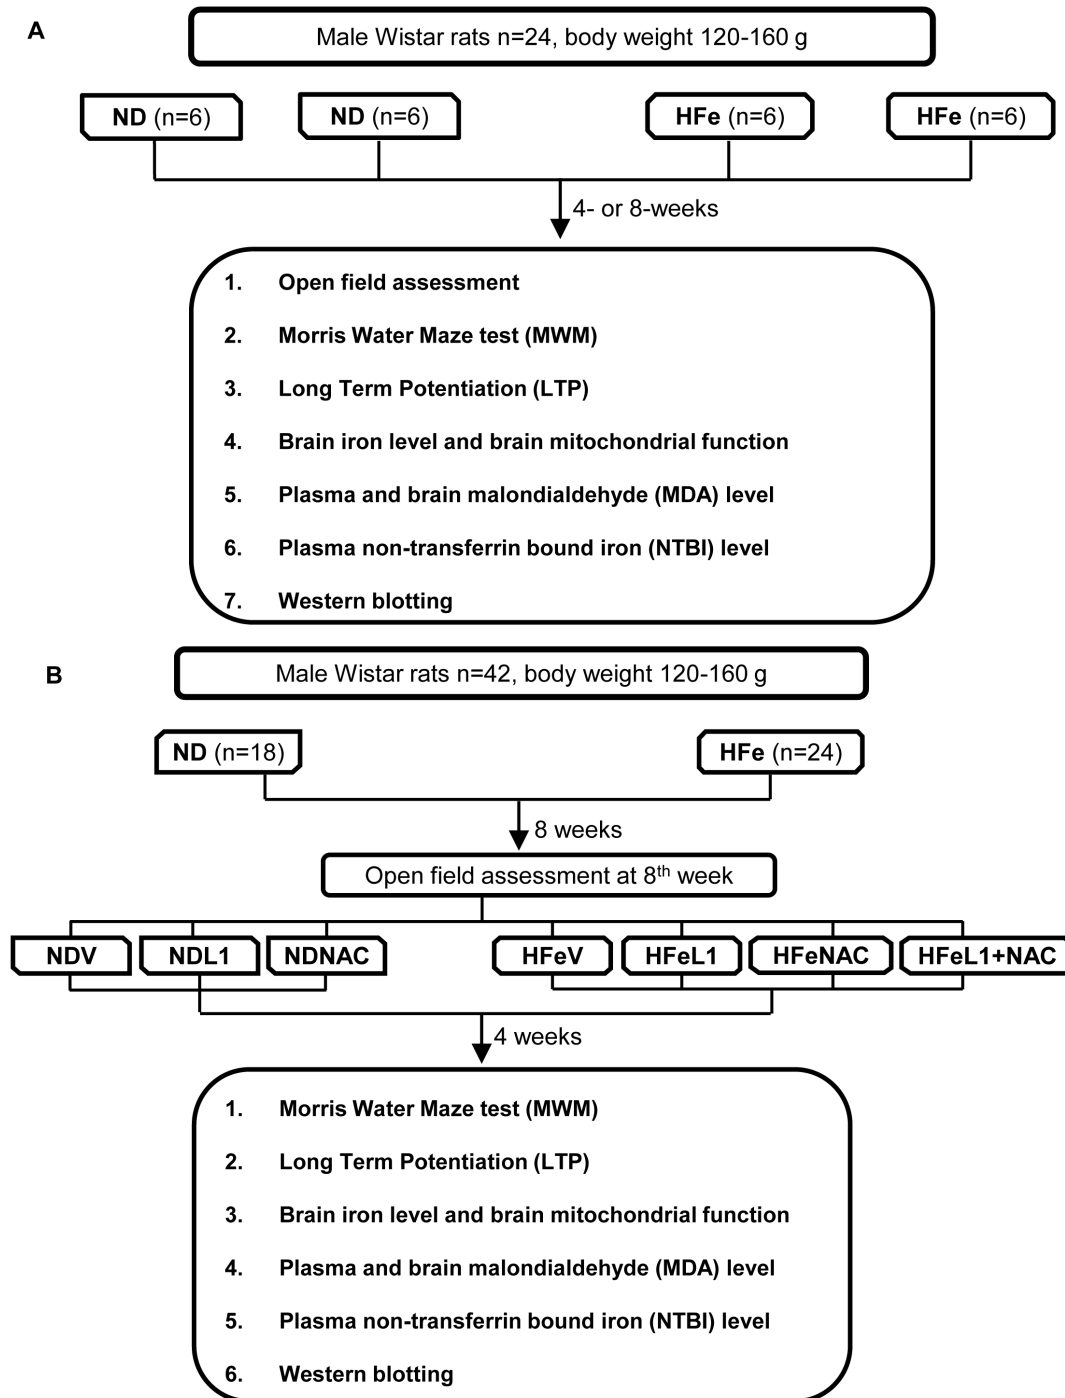 A
Male Wistar rats n=24, body weight 120-160 g
ND (n=6)
ND (n=6)
HFe (n=6)
HFe (n=6)
4- or 8-weeks
1. Open field assessment
2. Morris Water Maze test (MWM)
3. Long Term Potentiation (LTP)
4. Brain iron level and brain mitochondrial function
5. Plasma and brain malondialdehyde (MDA) level
6. Plasma non-transferrin bound iron (NTBI) level
7. Western blotting
B
Male Wistar rats n=42, body weight 120-160 g
ND (n=18)
HFe (n=24)
8 weeks
Open field assessment at 8th week
NDV
NDL1
NDNAC
HFeV
HFeL1
HFeNAC
HFeL1+NAC
4 weeks
1. Morris Water Maze test (MWM)
2. Long Term Potentiation (LTP)
3. Brain iron level and brain mitochondrial function
4. Plasma and brain malondialdehyde (MDA) level
5. Plasma non-transferrin bound iron (NTBI) level
6. Western blotting